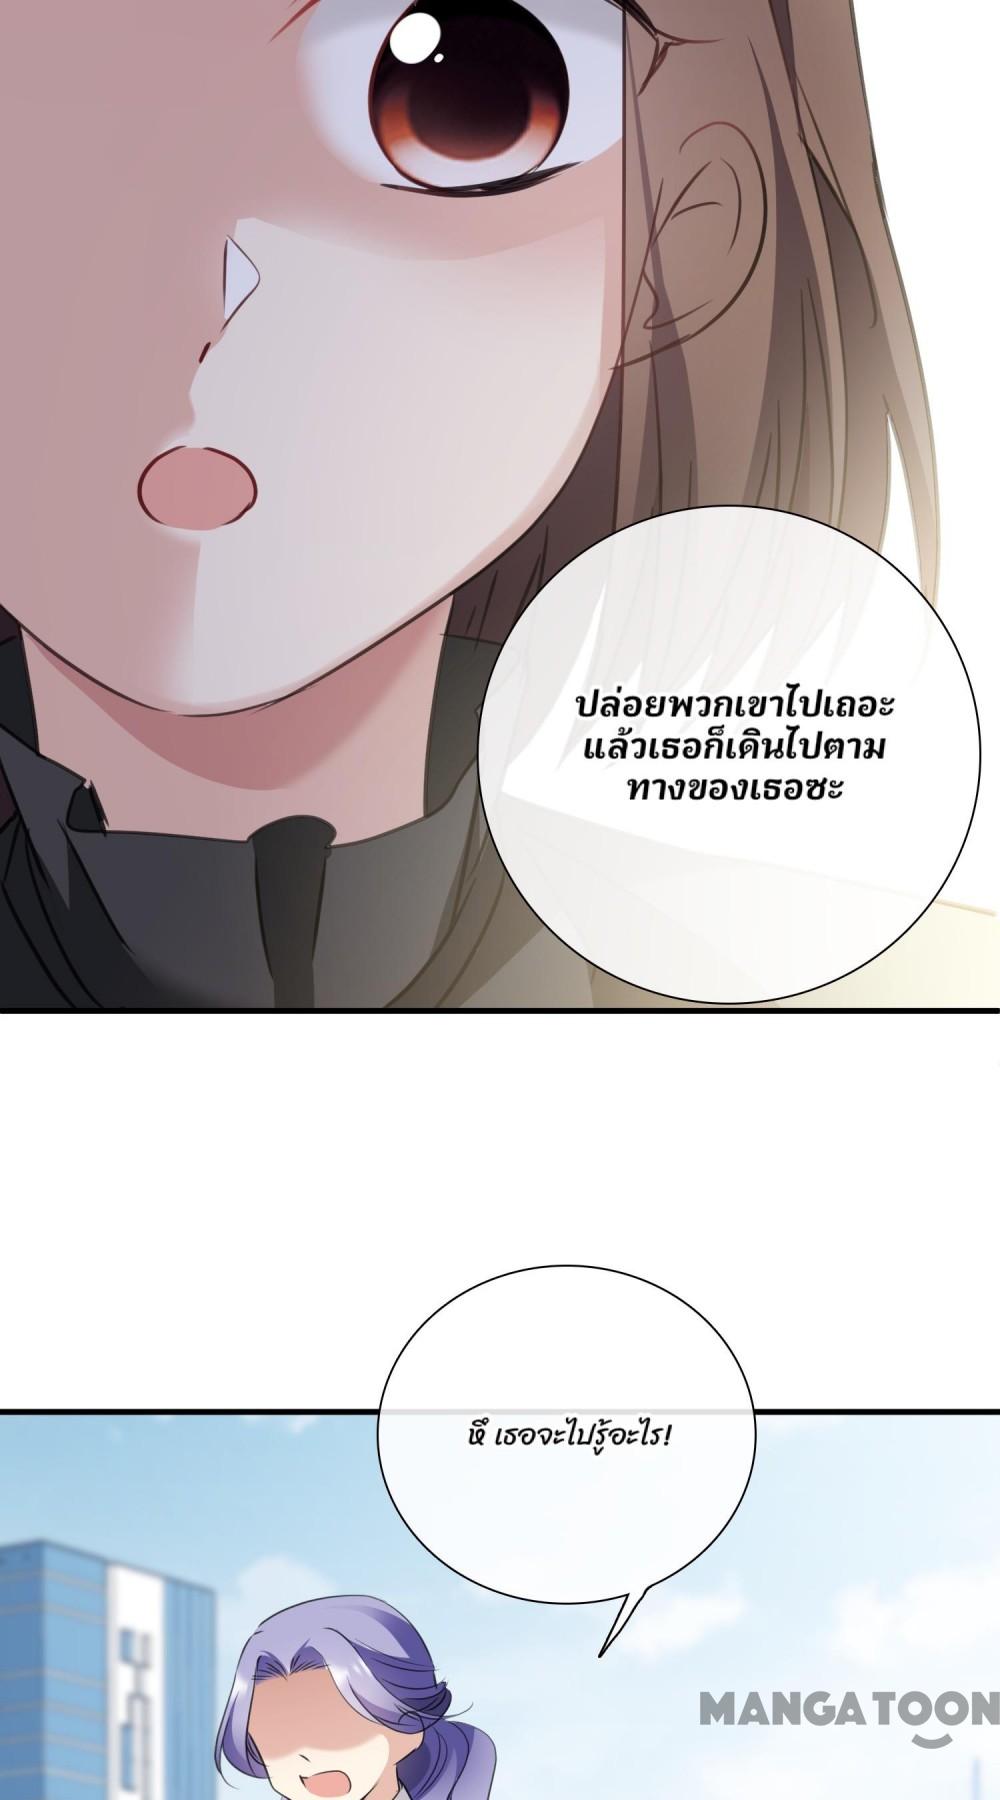 ปล่อยพวกเขาไปเถอะ
แล้วเธอก็เดินไปตาม
ทางของเธอซะ
หึ เธอจะไปรู้อะไร!
MANGATOON